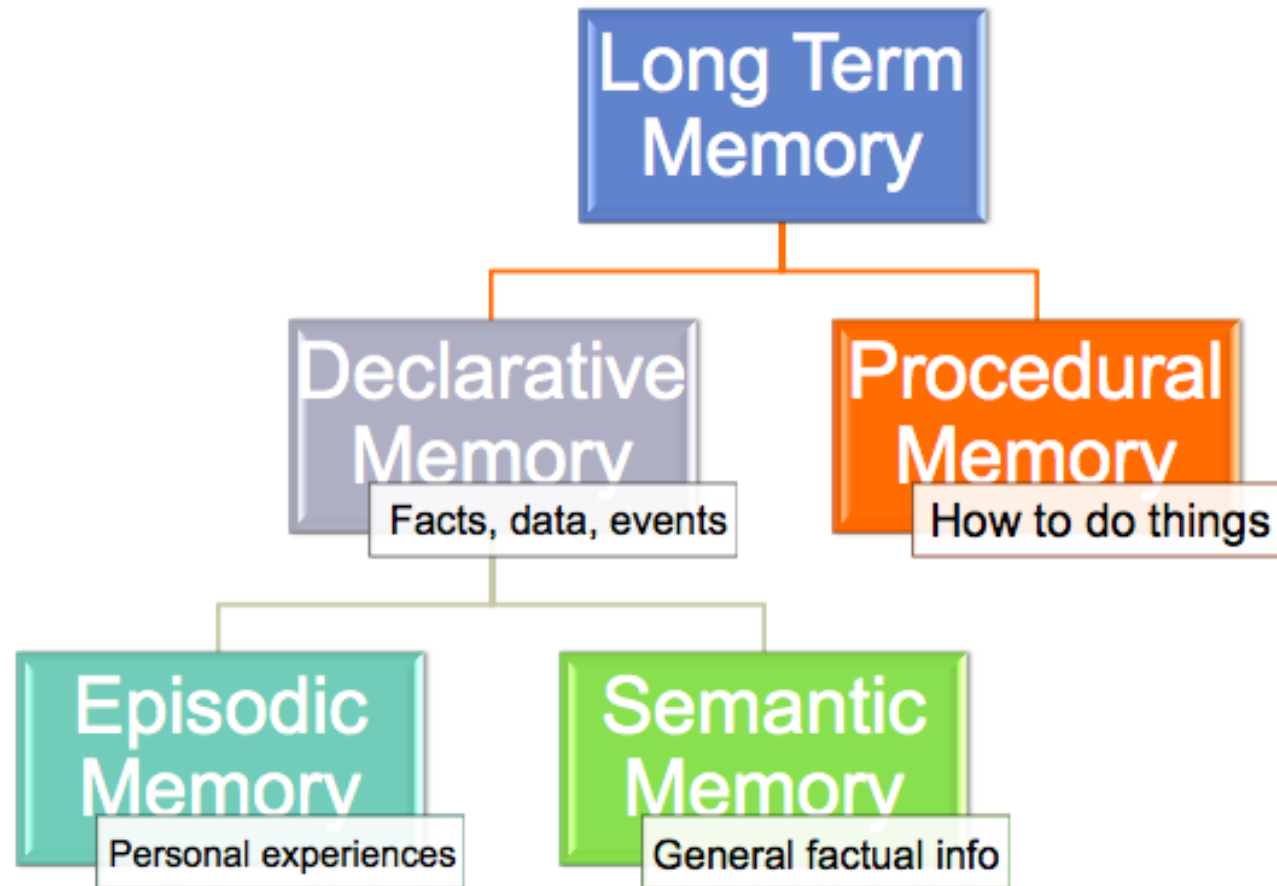 Long Term
Memory
Declarative
Memory
Facts, data, events
Procedural
Memory
How to do things
Episodic
Memory
Personal experiences
Semantic
Memory
General factual info